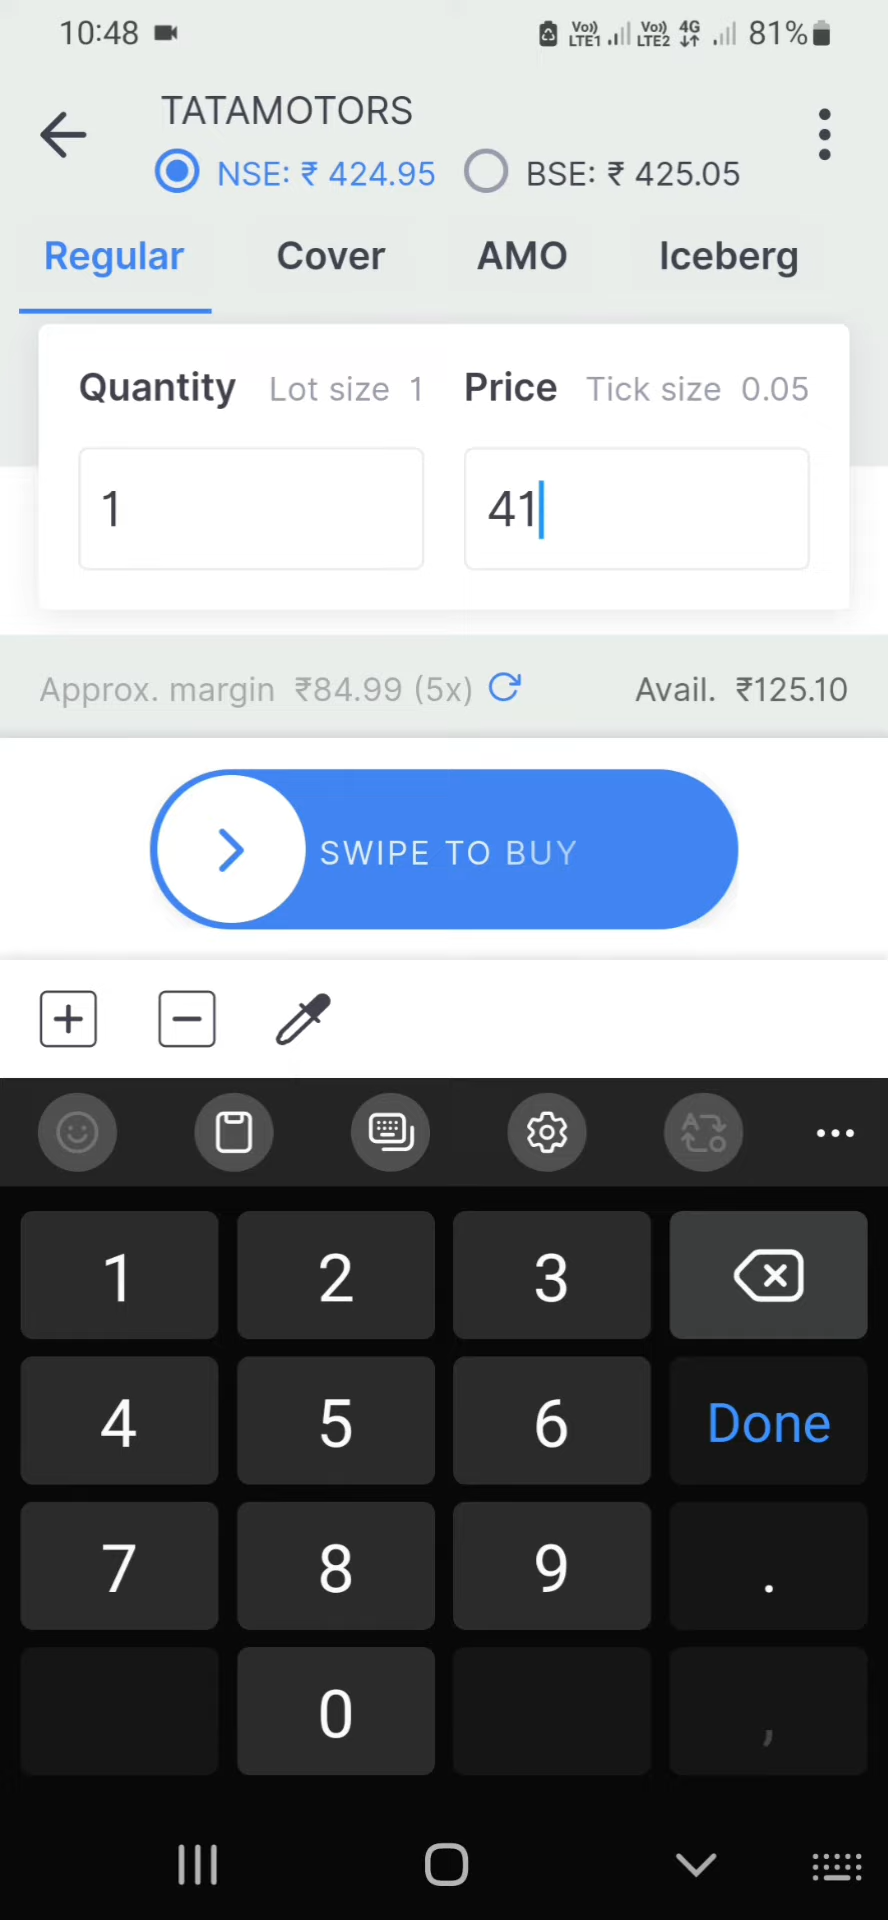 10:48 Vo)) LTE1 Vo)) LTE2 4G 81%
TATAMOTORS
NSE: ₹ 424.95 BSE: ₹ 425.05
Regular Cover AMO Iceberg
Quantity Lot size 1 Price Tick size 0.05
1 41
Approx. margin ₹84.99 (5x) Avail. ₹125.10
SWIPE TO BUY
1 2 3
4 5 6 Done
7 8 9 .
0 ,